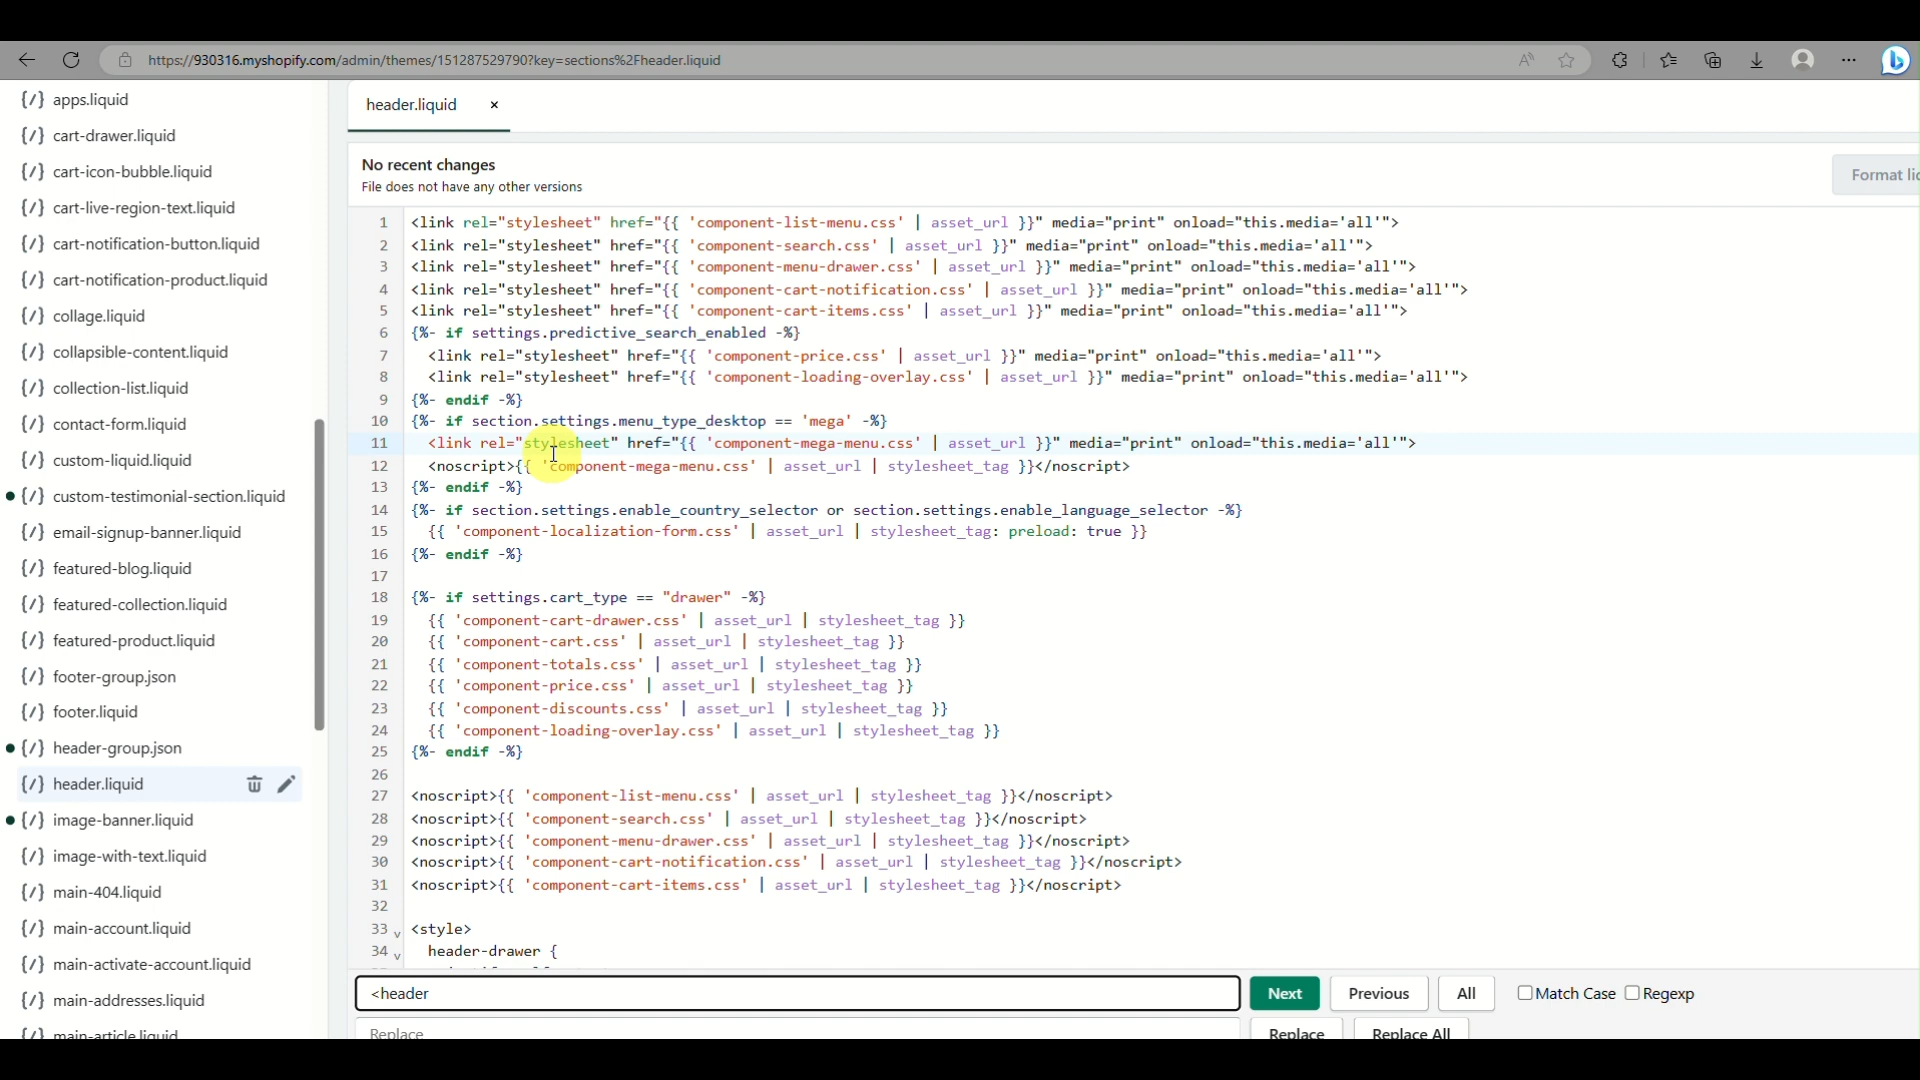 https://930316.myshopify.com/admin/themes/151287529790?key=sections%2Fheader.liquid
{/} apps.liquid
{/} cart-drawer.liquid
{/} cart-icon-bubble.liquid
{/} cart-live-region-text.liquid
{/} cart-notification-button.liquid
{/} cart-notification-product.liquid
{/} collage.liquid
{/} collapsible-content.liquid
{/} collection-list.liquid
{/} contact-form.liquid
{/} custom-liquid.liquid
{/} custom-testimonial-section.liquid
{/} email-signup-banner.liquid
{/} featured-blog.liquid
{/} featured-collection.liquid
{/} featured-product.liquid
{/} footer-group.json
{/} footer.liquid
{/} header-group.json
{/} header.liquid
{/} image-banner.liquid
{/} image-with-text.liquid
{/} main-404.liquid
{/} main-account.liquid
{/} main-activate-account.liquid
{/} main-addresses.liquid
{/} main-article.liquid
header.liquid ×
No recent changes
File does not have any other versions
Format lic
1 <link rel="stylesheet" href="{{ 'component-list-menu.css' | asset_url }}" media="print" onload="this.media='all'">
2 <link rel="stylesheet" href="{{ 'component-search.css' | asset_url }}" media="print" onload="this.media='all'">
3 <link rel="stylesheet" href="{{ 'component-menu-drawer.css' | asset_url }}" media="print" onload="this.media='all'">
4 <link rel="stylesheet" href="{{ 'component-cart-notification.css' | asset_url }}" media="print" onload="this.media='all'">
5 <link rel="stylesheet" href="{{ 'component-cart-items.css' | asset_url }}" media="print" onload="this.media='all'">
6 {%- if settings.predictive_search_enabled -%}
7 <link rel="stylesheet" href="{{ 'component-price.css' | asset_url }}" media="print" onload="this.media='all'">
8 <link rel="stylesheet" href="{{ 'component-loading-overlay.css' | asset_url }}" media="print" onload="this.media='all'">
9 {%- endif -%}
10 {%- if section.settings.menu_type_desktop == 'mega' -%}
11 <link rel="stylesheet" href="{{ 'component-mega-menu.css' | asset_url }}" media="print" onload="this.media='all'">
12 <noscript>{{ 'component-mega-menu.css' | asset_url | stylesheet_tag }}</noscript>
13 {%- endif -%}
14 {%- if section.settings.enable_country_selector or section.settings.enable_language_selector -%}
15 {{ 'component-localization-form.css' | asset_url | stylesheet_tag: preload: true }}
16 {%- endif -%}
17
18 {%- if settings.cart_type == "drawer" -%}
19 {{ 'component-cart-drawer.css' | asset_url | stylesheet_tag }}
20 {{ 'component-cart.css' | asset_url | stylesheet_tag }}
21 {{ 'component-totals.css' | asset_url | stylesheet_tag }}
22 {{ 'component-price.css' | asset_url | stylesheet_tag }}
23 {{ 'component-discounts.css' | asset_url | stylesheet_tag }}
24 {{ 'component-loading-overlay.css' | asset_url | stylesheet_tag }}
25 {%- endif -%}
26
27 <noscript>{{ 'component-list-menu.css' | asset_url | stylesheet_tag }}</noscript>
28 <noscript>{{ 'component-search.css' | asset_url | stylesheet_tag }}</noscript>
29 <noscript>{{ 'component-menu-drawer.css' | asset_url | stylesheet_tag }}</noscript>
30 <noscript>{{ 'component-cart-notification.css' | asset_url | stylesheet_tag }}</noscript>
31 <noscript>{{ 'component-cart-items.css' | asset_url | stylesheet_tag }}</noscript>
32
33 <style>
34 header-drawer {
<header
Next Previous All Match Case Regexp
Replace Replace Replace All